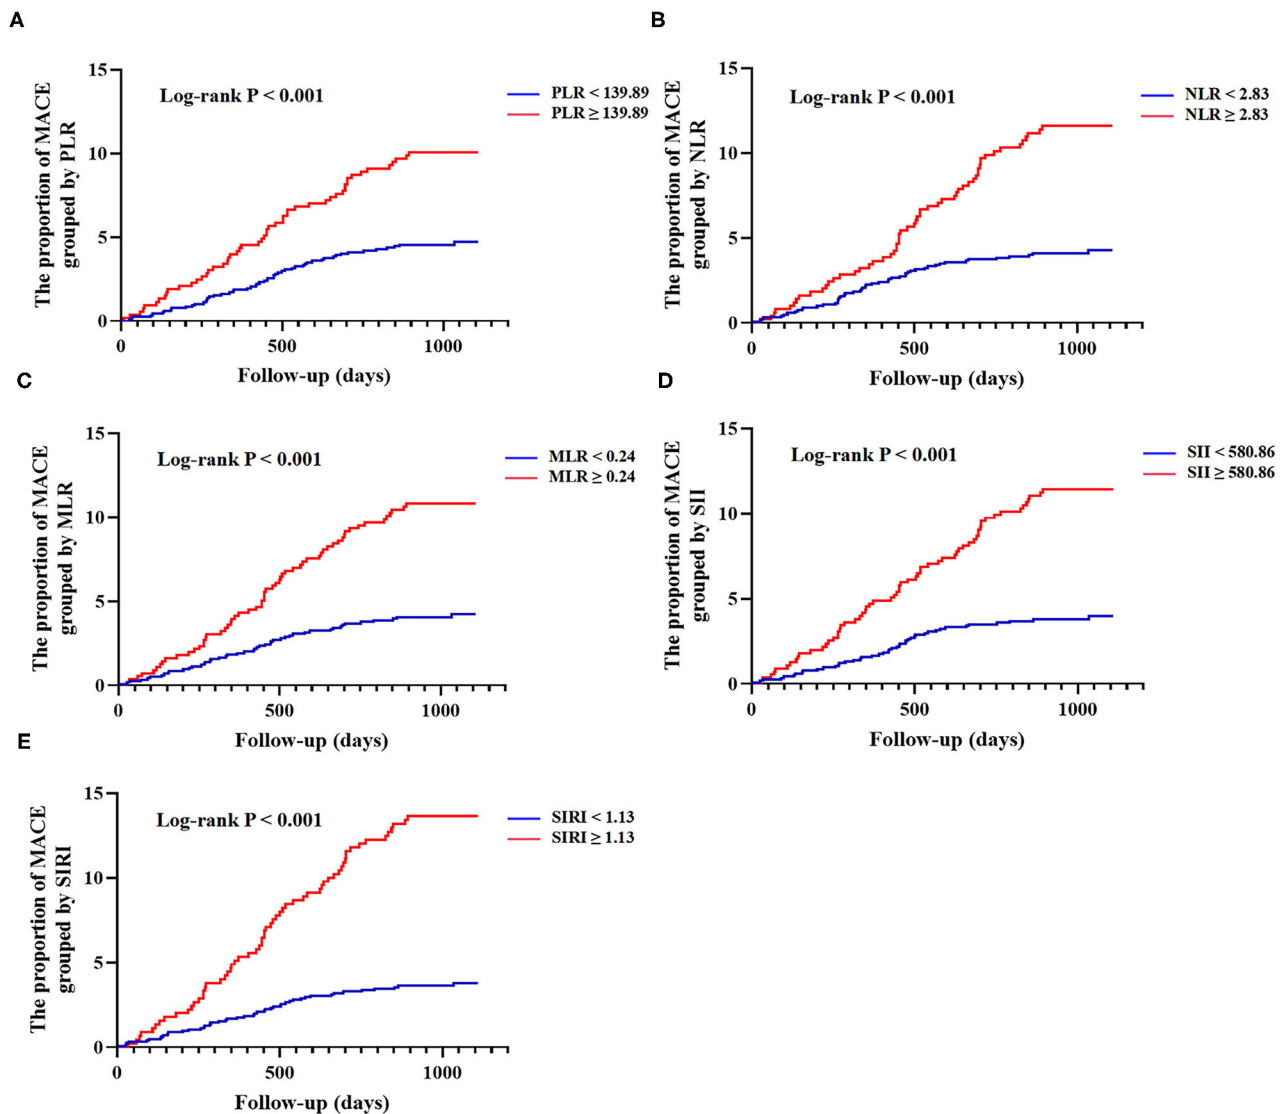 A
The proportion of MACE
grouped by PLR
15
10
5
0
Log-rank P < 0.001
PLR < 139.89
PLR ≥ 139.89
0
500
1000
Follow-up (days)
B
The proportion of MACE
grouped by NLR
15
10
5
0
Log-rank P < 0.001
NLR < 2.83
NLR ≥ 2.83
0
500
1000
Follow-up (days)
C
The proportion of MACE
grouped by MLR
15
10
5
0
Log-rank P < 0.001
MLR < 0.24
MLR ≥ 0.24
0
500
1000
Follow-up (days)
D
The proportion of MACE
grouped by SII
15
10
5
0
Log-rank P < 0.001
SII < 580.86
SII ≥ 580.86
0
500
1000
Follow-up (days)
E
The proportion of MACE
grouped by SIRI
15
10
5
0
Log-rank P < 0.001
SIRI < 1.13
SIRI ≥ 1.13
0
500
1000
Follow-up (days)